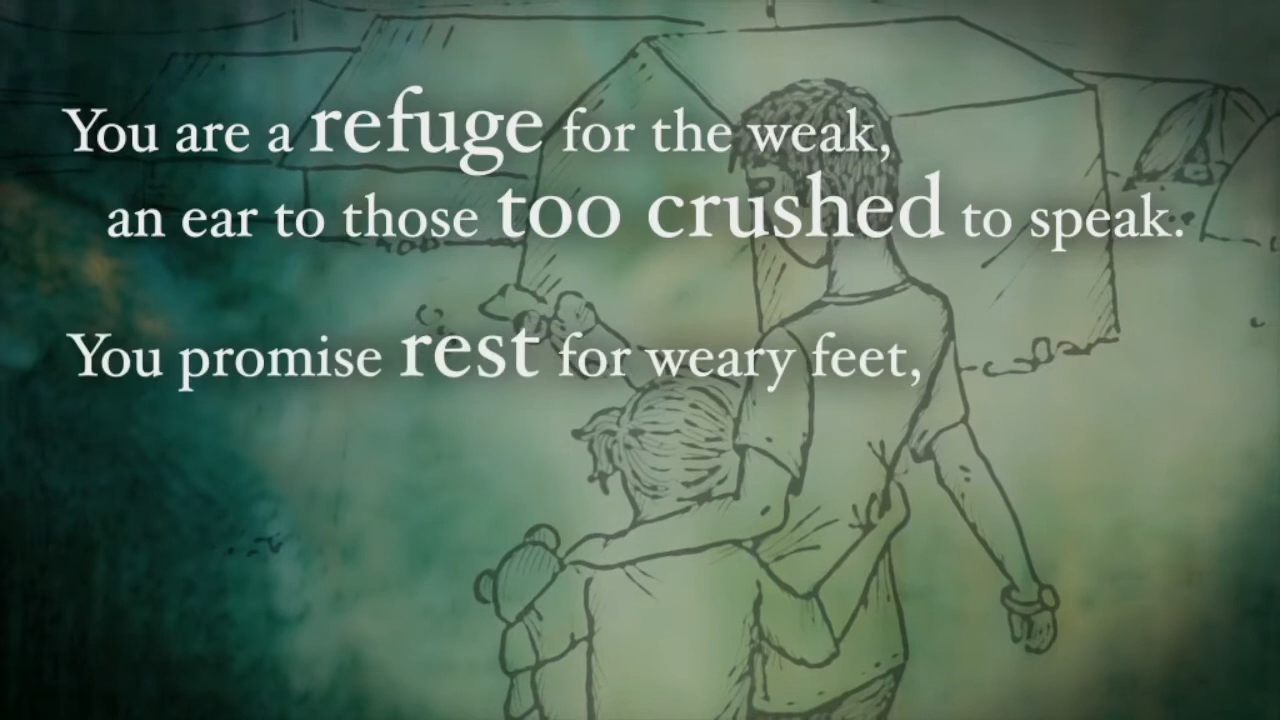 You are a refuge for the weak,
an ear to those too crushed to speak.
You promise rest for weary feet,